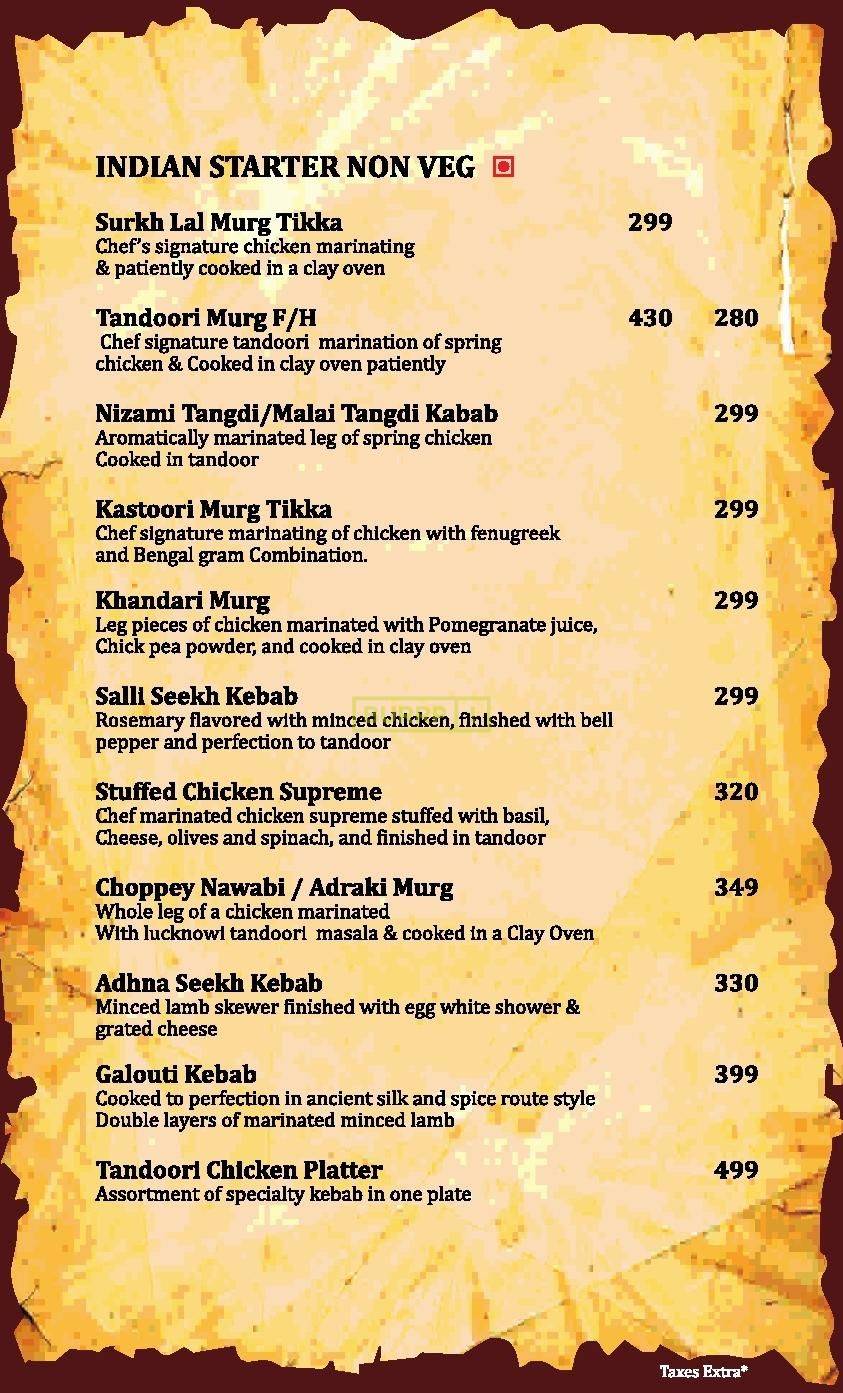 INDIAN STARTER NON VEG
Surkh Lal Murg Tikka 299
Chef's signature chicken marinating
& patiently cooked in a clay oven
Tandoori Murg F/H 430 280
Chef signature tandoori marination of spring
chicken & Cooked in clay oven patiently
Nizami Tangdi/Malai Tangdi Kabab 299
Aromatically marinated leg of spring chicken
Cooked in tandoor
Kastoori Murg Tikka 299
Chef signature marinating of chicken with fenugreek
and Bengal gram Combination.
Khandari Murg 299
Leg pieces of chicken marinated with Pomegranate juice,
Chick pea powder, and cooked in clay oven
Salli Seekh Kebab 299
Rosemary flavored with minced chicken, finished with bell
pepper and perfection to tandoor
Stuffed Chicken Supreme 320
Chef marinated chicken supreme stuffed with basil,
Cheese, olives and spinach, and finished in tandoor
Choppey Nawabi / Adraki Murg 349
Whole leg of a chicken marinated
With lucknowi tandoori masala & cooked in a Clay Oven
Adhna Seekh Kebab 330
Minced lamb skewer finished with egg white shower &
grated cheese
Galouti Kebab 399
Cooked to perfection in ancient silk and spice route style
Double layers of marinated minced lamb
Tandoori Chicken Platter 499
Assortment of specialty kebab in one plate
Taxes Extra*